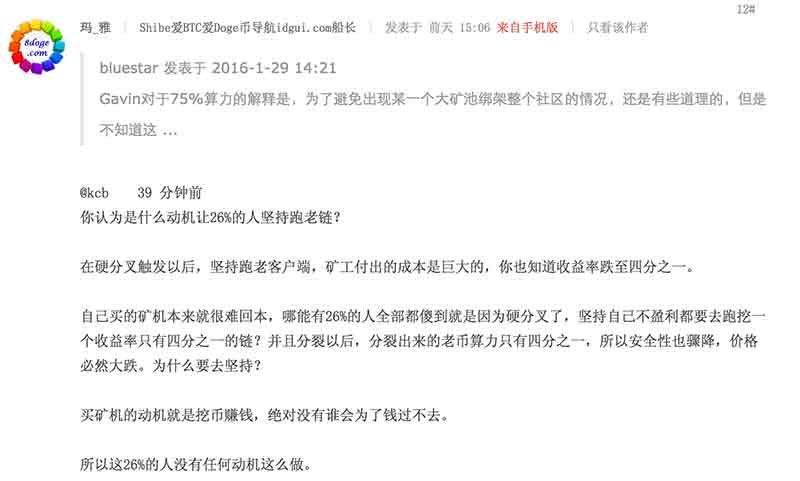 12#
8doge
.com
玛_雅 | Shibe爱BTC爱Doge币导航idgui.com船长 | 发表于 前天 15:06 来自手机版 | 只看该作者
bluestar 发表于 2016-1-29 14:21
Gavin对于75%算力的解释是，为了避免出现某一个大矿池绑架整个社区的情况，还是有些道理的，但是
不知道这 ...
@kcb 39 分钟前
你认为是什么动机让26%的人坚持跑老链？
在硬分叉触发以后，坚持跑老客户端，矿工付出的成本是巨大的，你也知道收益率跌至四分之一。
自己买的矿机本来就很难回本，哪能有26%的人全部都傻到就是因为硬分叉了，坚持自己不盈利都要去跑挖一
个收益率只有四分之一的链？并且分裂以后，分裂出来的老币算力只有四分之一，所以安全性也骤降，价格
必然大跌。为什么要去坚持？
买矿机的动机就是挖币赚钱，绝对没有谁会为了钱过不去。
所以这26%的人没有任何动机这么做。